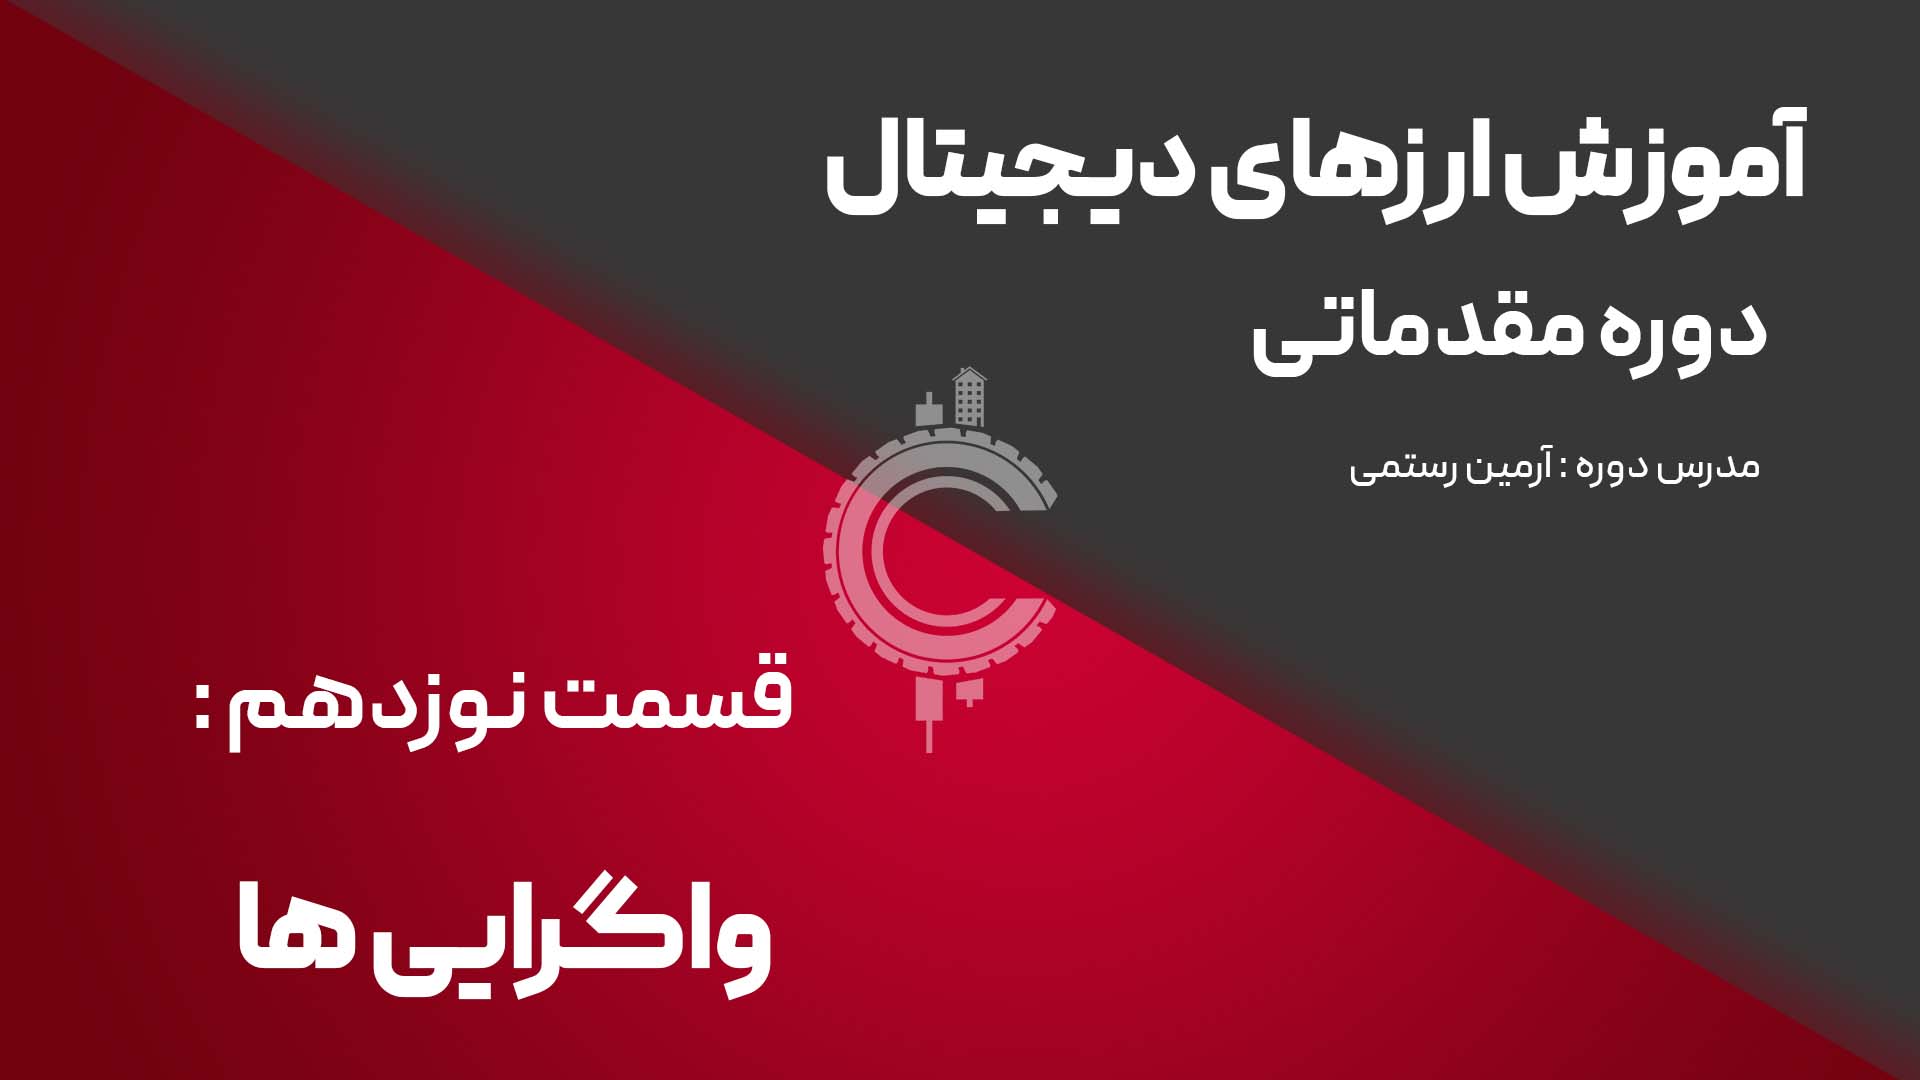 آموزش ارزهای دیجیتال
دوره مقدماتی
مدرس دوره : آرمین رستمی
قسمت نوزدهم :
واگرایی ها